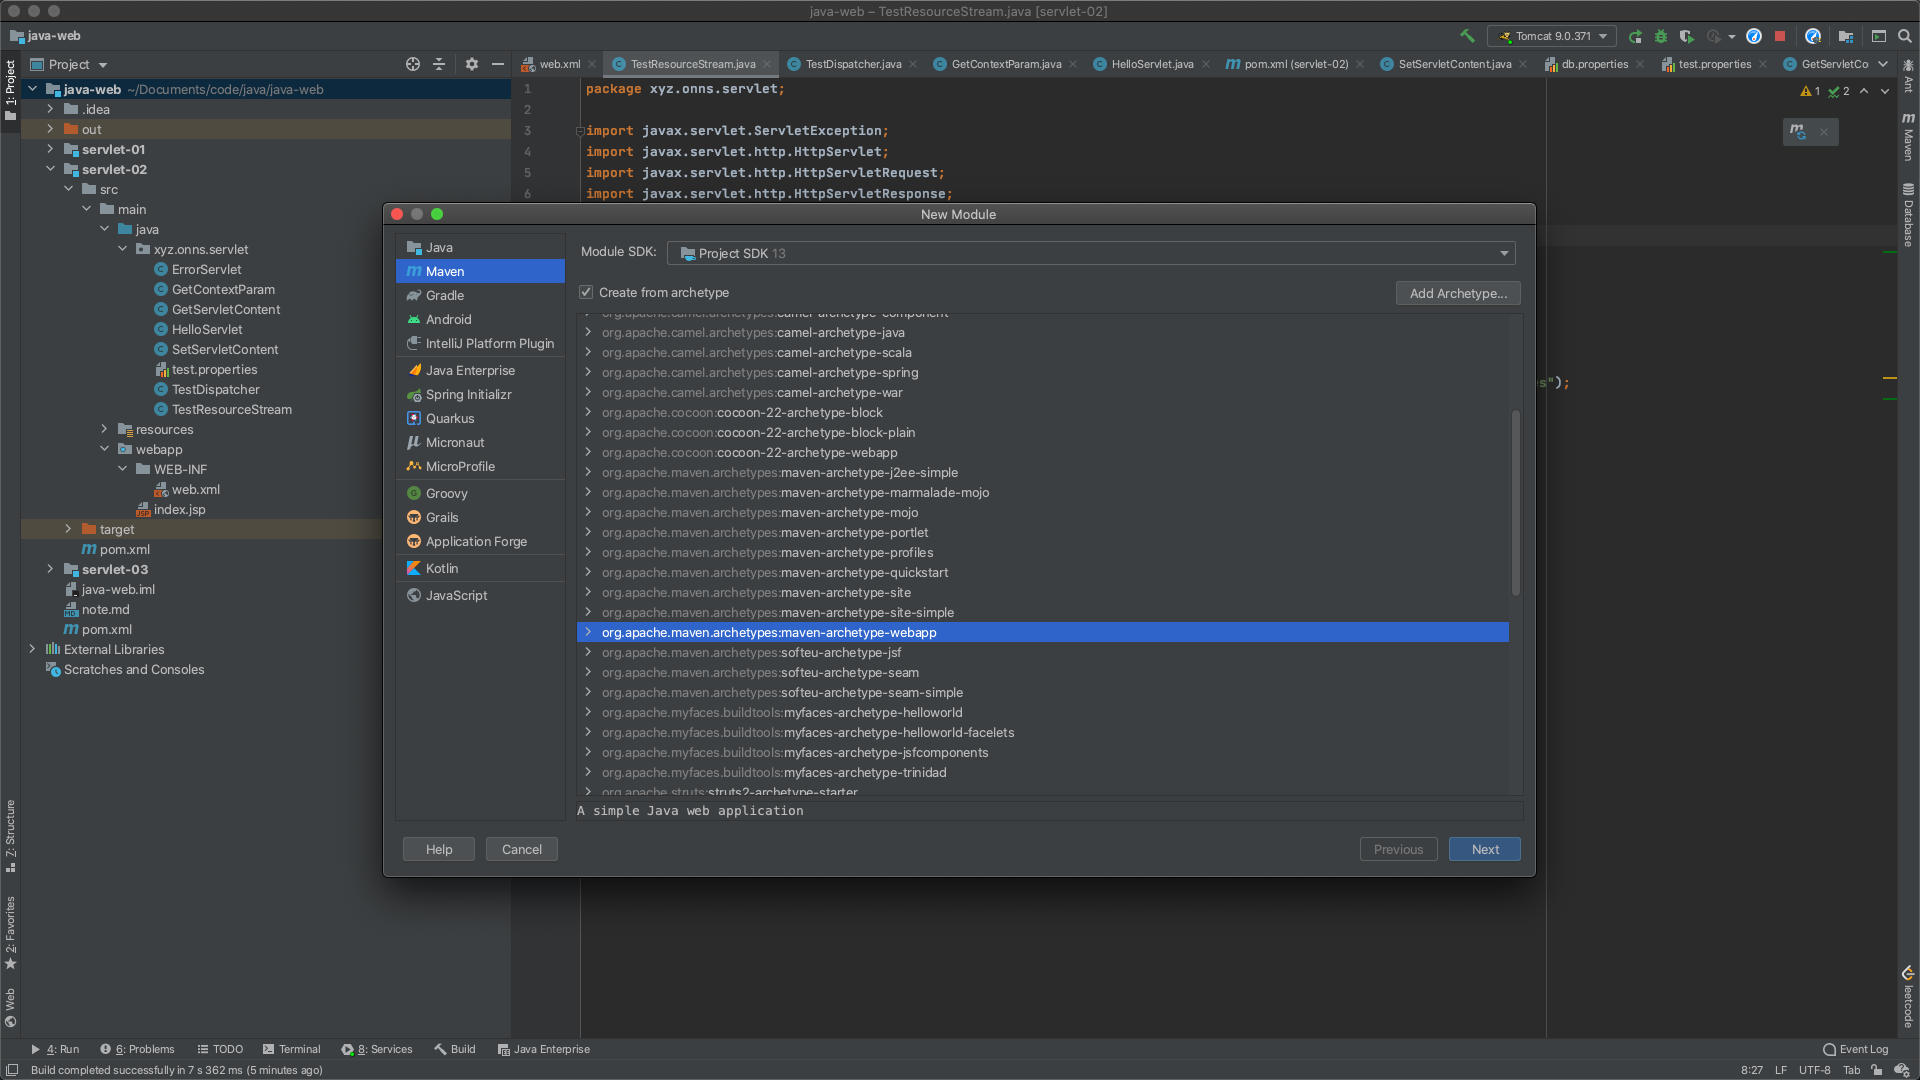 java-web – TestResourceStream.java [servlet-02]
java-web
Tomcat 9.0.371
Project
web.xml
TestResourceStream.java
TestDispatcher.java
GetContextParam.java
HelloServlet.java
pom.xml (servlet-02)
SetServletContent.java
db.properties
test.properties
GetServletCo
1: Project
java-web ~/Documents/code/java/java-web
.idea
out
servlet-01
servlet-02
src
main
java
xyz.onns.servlet
ErrorServlet
GetContextParam
GetServletContent
HelloServlet
SetServletContent
test.properties
TestDispatcher
TestResourceStream
resources
webapp
WEB-INF
web.xml
index.jsp
target
pom.xml
servlet-03
java-web.iml
note.md
pom.xml
External Libraries
Scratches and Consoles
1 package xyz.onns.servlet;
2
3 import javax.servlet.ServletException;
4 import javax.servlet.http.HttpServlet;
5 import javax.servlet.http.HttpServletRequest;
6 import javax.servlet.http.HttpServletResponse;
1 2
s");
Ant
Maven
Database
leetcode
New Module
Java
Maven
Gradle
Android
IntelliJ Platform Plugin
Java Enterprise
Spring Initializr
Quarkus
Micronaut
MicroProfile
Groovy
Grails
Application Forge
Kotlin
JavaScript
Module SDK: Project SDK 13
Create from archetype
Add Archetype...
org.apache.camel.archetypes:camel-archetype-component
org.apache.camel.archetypes:camel-archetype-java
org.apache.camel.archetypes:camel-archetype-scala
org.apache.camel.archetypes:camel-archetype-spring
org.apache.camel.archetypes:camel-archetype-war
org.apache.cocoon:cocoon-22-archetype-block
org.apache.cocoon:cocoon-22-archetype-block-plain
org.apache.cocoon:cocoon-22-archetype-webapp
org.apache.maven.archetypes:maven-archetype-j2ee-simple
org.apache.maven.archetypes:maven-archetype-marmalade-mojo
org.apache.maven.archetypes:maven-archetype-mojo
org.apache.maven.archetypes:maven-archetype-portlet
org.apache.maven.archetypes:maven-archetype-profiles
org.apache.maven.archetypes:maven-archetype-quickstart
org.apache.maven.archetypes:maven-archetype-site
org.apache.maven.archetypes:maven-archetype-site-simple
org.apache.maven.archetypes:maven-archetype-webapp
org.apache.maven.archetypes:softeu-archetype-jsf
org.apache.maven.archetypes:softeu-archetype-seam
org.apache.maven.archetypes:softeu-archetype-seam-simple
org.apache.myfaces.buildtools:myfaces-archetype-helloworld
org.apache.myfaces.buildtools:myfaces-archetype-helloworld-facelets
org.apache.myfaces.buildtools:myfaces-archetype-jsfcomponents
org.apache.myfaces.buildtools:myfaces-archetype-trinidad
org.apache.struts:struts2-archetype-starter
A simple Java web application
Help
Cancel
Previous
Next
Z: Structure
2: Favorites
Web
4: Run
6: Problems
TODO
Terminal
8: Services
Build
Java Enterprise
Event Log
Build completed successfully in 7 s 362 ms (5 minutes ago)
8:27 LF UTF-8 Tab